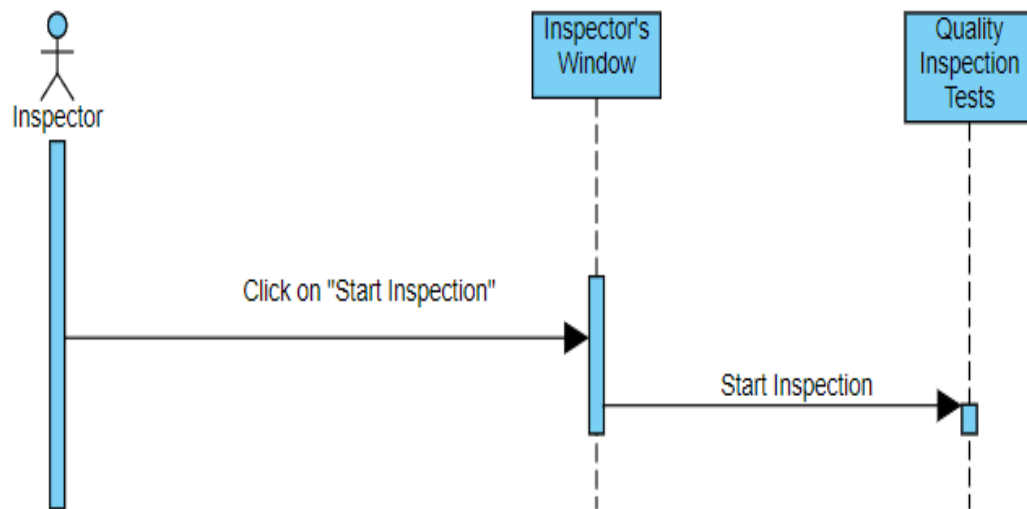 Inspector
Inspector's
Window
Quality
Inspection
Tests
Click on "Start Inspection"
Start Inspection